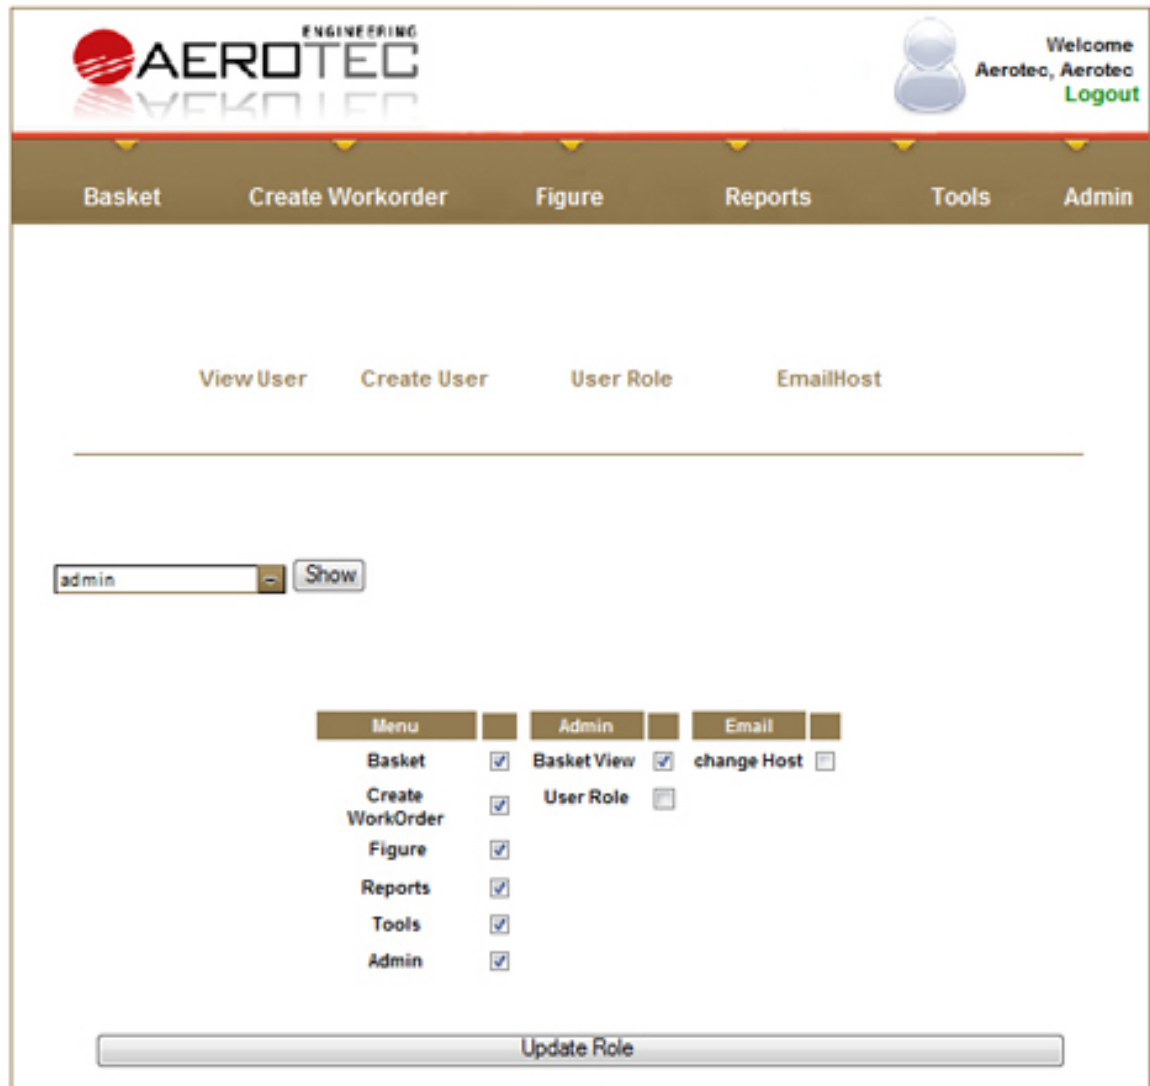 ENGINEERING
AEROTEC
Welcome
Aerotec, Aerotec
Logout
Basket Create Workorder Figure Reports Tools Admin
View User Create User User Role EmailHost
admin Show
Menu Admin Email
Basket Basket View change Host
Create
WorkOrder
User Role
Figure
Reports
Tools
Admin
Update Role